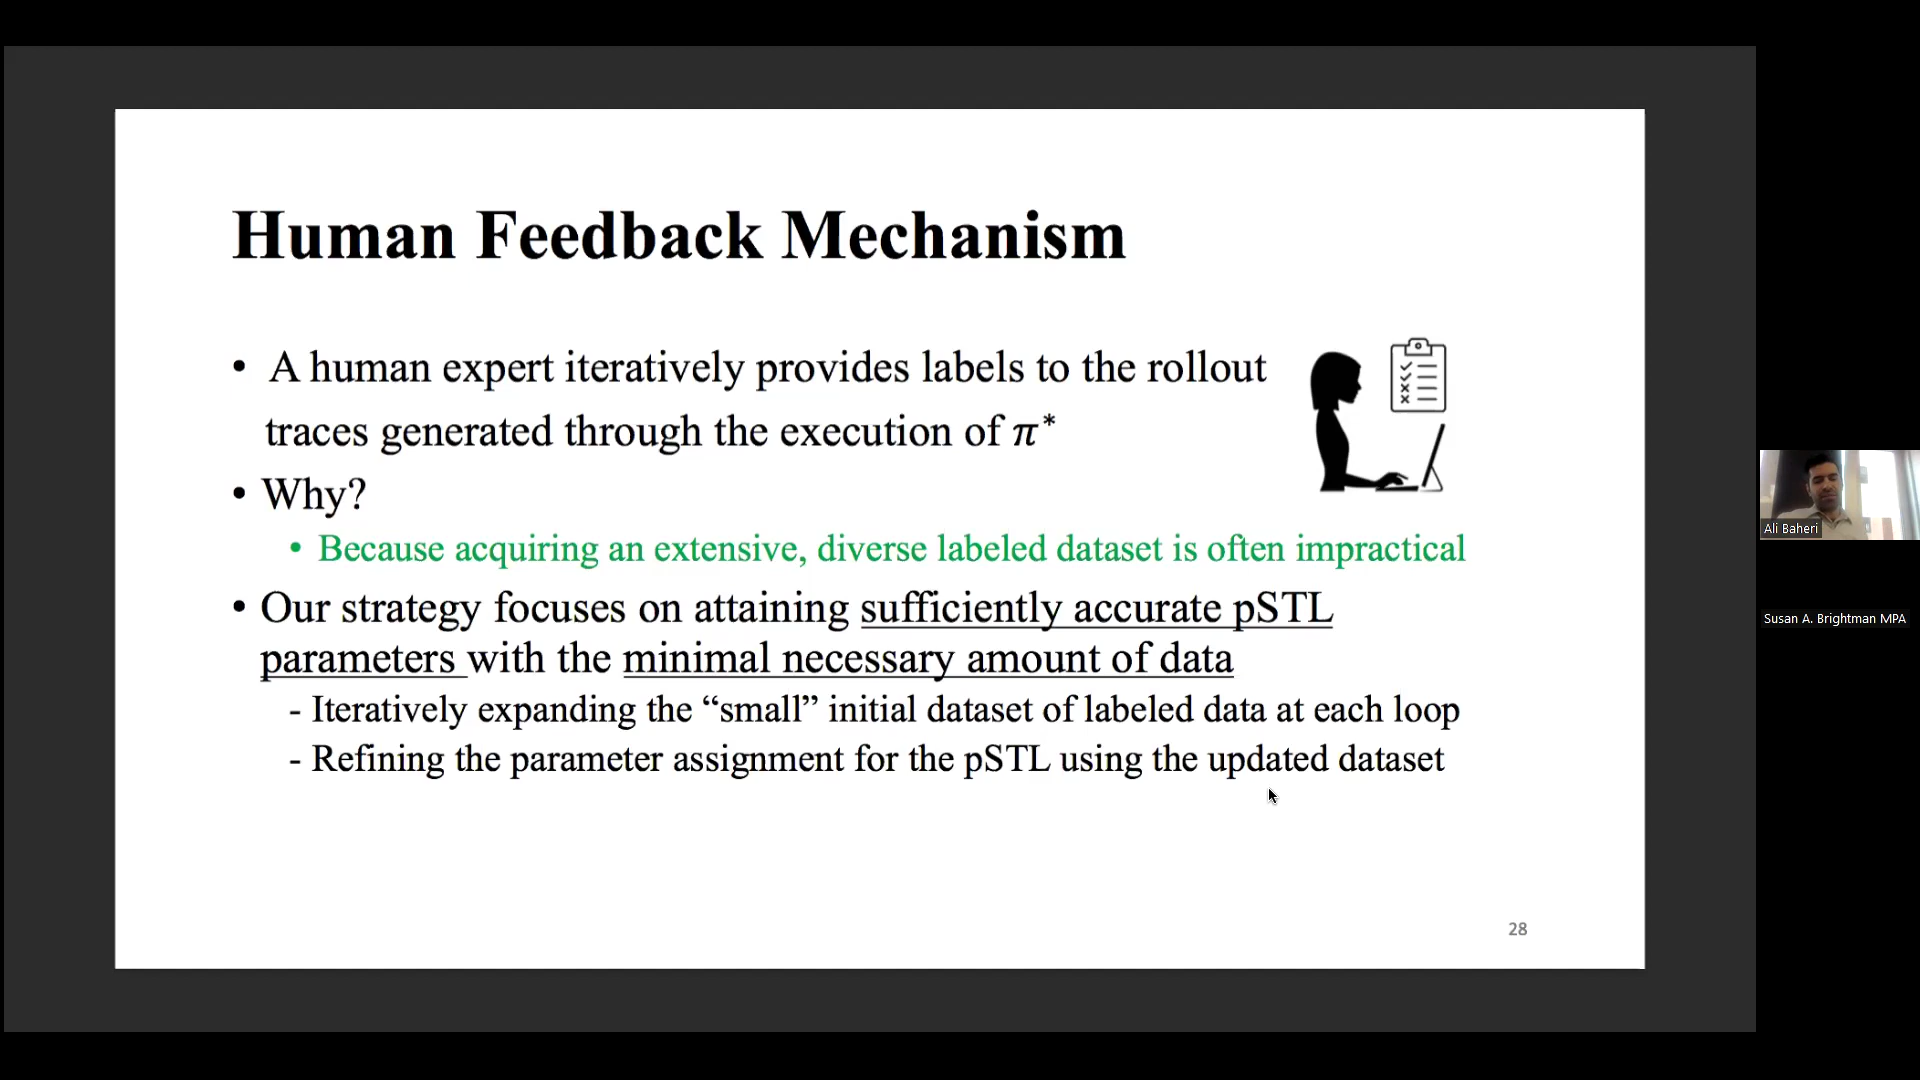 Human Feedback Mechanism
• A human expert iteratively provides labels to the rollout
traces generated through the execution of π*
• Why?
• Because acquiring an extensive, diverse labeled dataset is often impractical
• Our strategy focuses on attaining sufficiently accurate pSTL
parameters with the minimal necessary amount of data
- Iteratively expanding the “small” initial dataset of labeled data at each loop
- Refining the parameter assignment for the pSTL using the updated dataset
28
Ali Baheri
Susan A. Brightman MPA